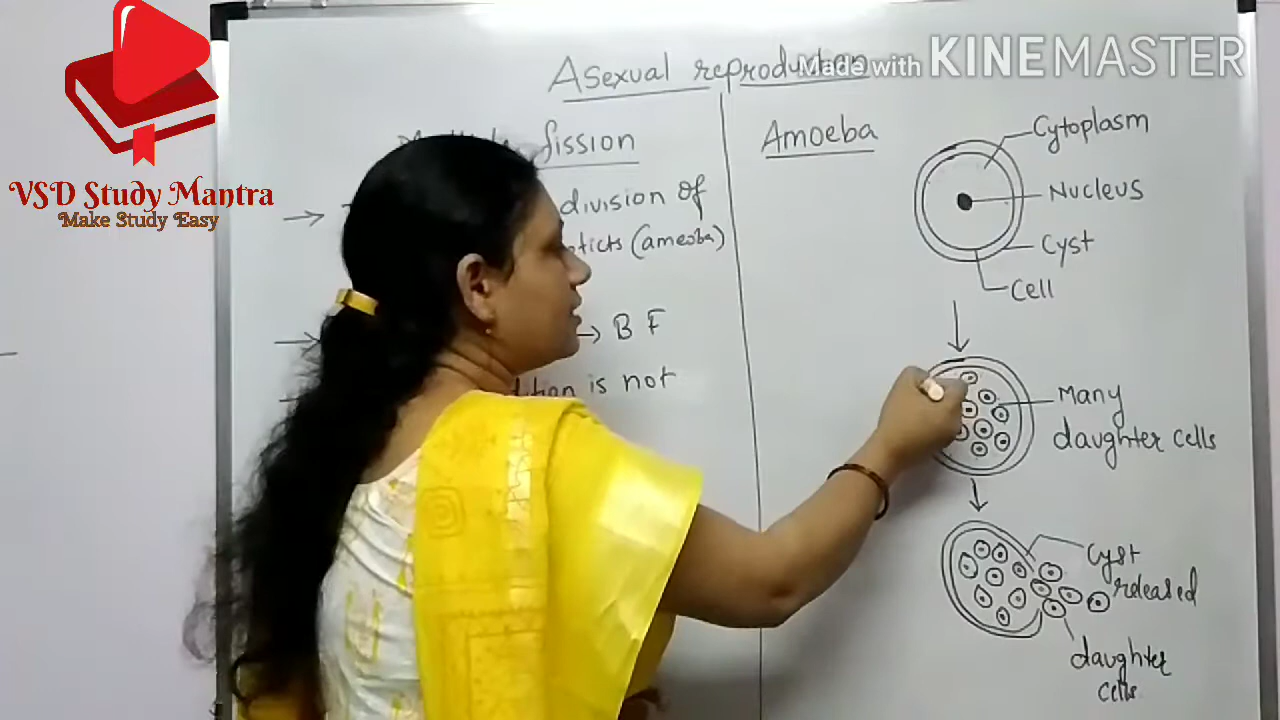 VSD Study Mantra
Make Study Easy
Made with KINEMASTER
Asexual reproduction
fission
division of
(amoeba)
→ B F
is not
Amoeba
Cytoplasm
Nucleus
Cyst
Cell
Many
daughter cells
Cyst
released
daughter
cells